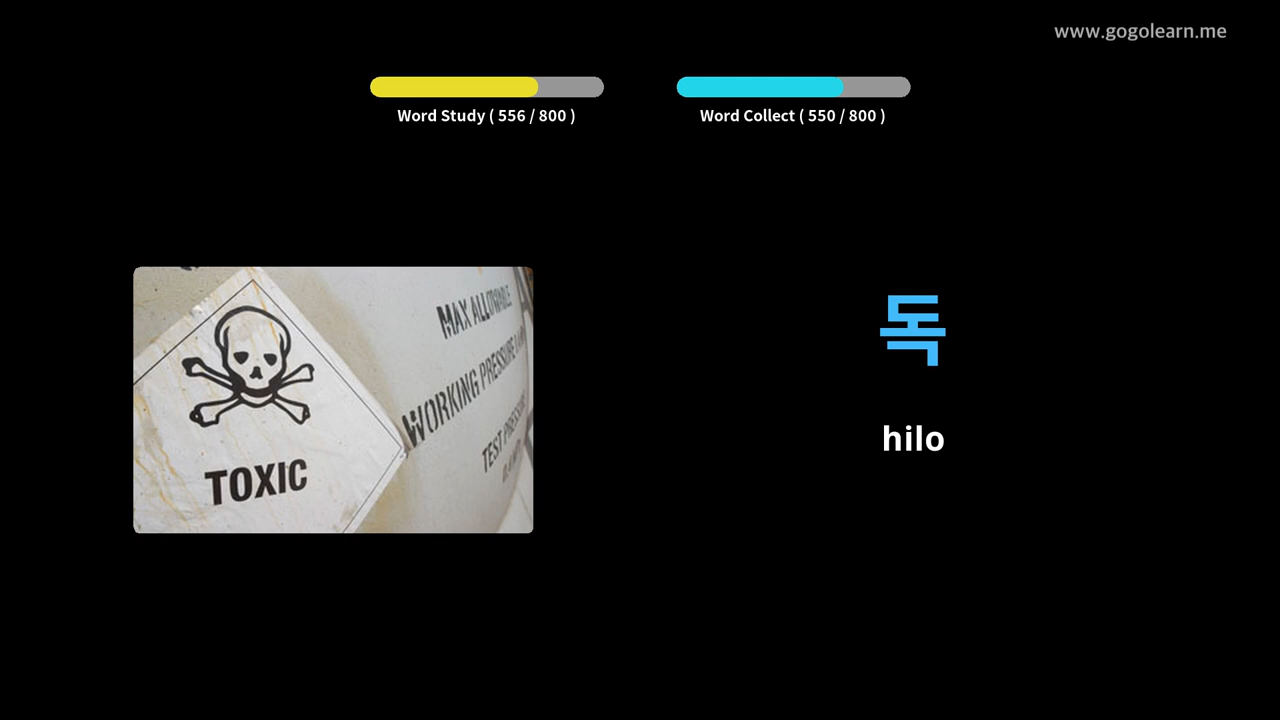 www.gogolearn.me
Word Study ( 556 / 800 )
Word Collect ( 550 / 800 )
MAX ALLOWABLE
WORKING PRESSURE
TEST PRESSURE
TOXIC
독
hilo